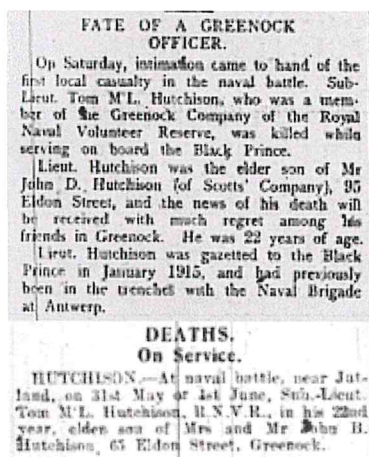 FATE OF A GREENOCK
OFFICER.
On Saturday, intimation came to hand of the
first local casualty in the naval battle. Sub-
Lieut. Tom M'L. Hutchison, who was a mem-
ber of the Greenock Company of the Royal
Naval Volunteer Reserve, was killed while
serving on board the Black Prince.
Lieut. Hutchison was the elder son of Mr
John D. Hutchison (of Scotts' Company), 95
Eldon Street, and the news of his death will
be received with much regret among his
friends in Greenock. He was 22 years of age.
Lieut. Hutchison was gazetted to the Black
Prince in January 1915, and had previously
been in the trenches with the Naval Brigade
at Antwerp.
DEATHS.
On Service.
HUTCHISON.—At naval battle, near Jut-
land, on 31st May or 1st June, Sub.-Lieut.
Tom M'L. Hutchison, R.N.V.R., in his 22nd
year, elder son of Mrs and Mr John B.
Hutchison, 65 Eldon Street, Greenock.